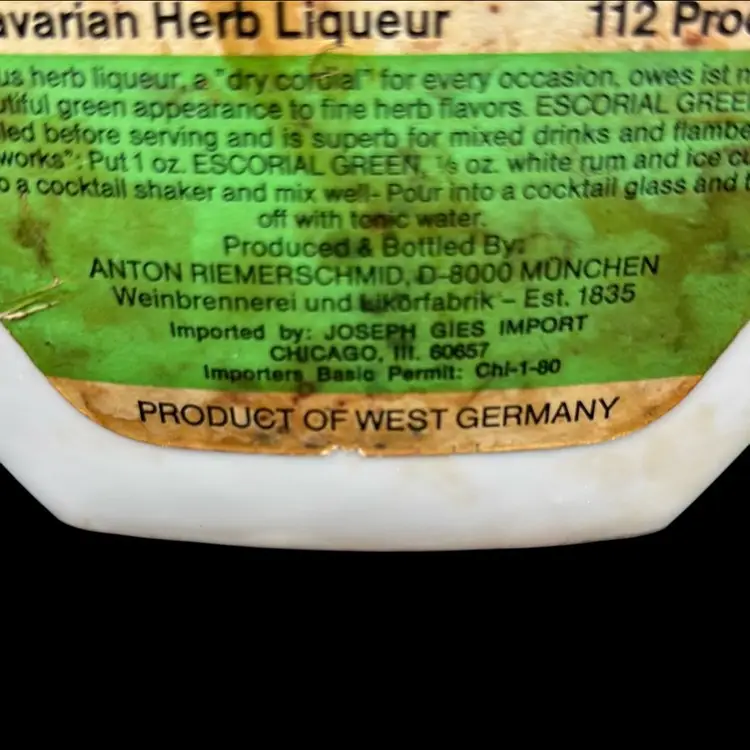 avarian Herb Liqueur 112 Proo
us herb liqueur, a "dry cordial" for every occasion, owes ist n
utiful green appearance to fine herb flavors. ESCORIAL GREE
led before serving and is superb for mixed drinks and flambe
works": Put 1 oz. ESCORIAL GREEN, ½ oz. white rum and ice cu
o a cocktail shaker and mix well- Pour into a cocktail glass and f
off with tonic water.
Produced & Bottled By:
ANTON RIEMERSCHMID, D-8000 MÜNCHEN
Weinbrennerei und Likörfabrik – Est. 1835
Imported by: JOSEPH GIES IMPORT
CHICAGO, Ill. 60657
Importers Basic Permit: Chi-1-80
PRODUCT OF WEST GERMANY